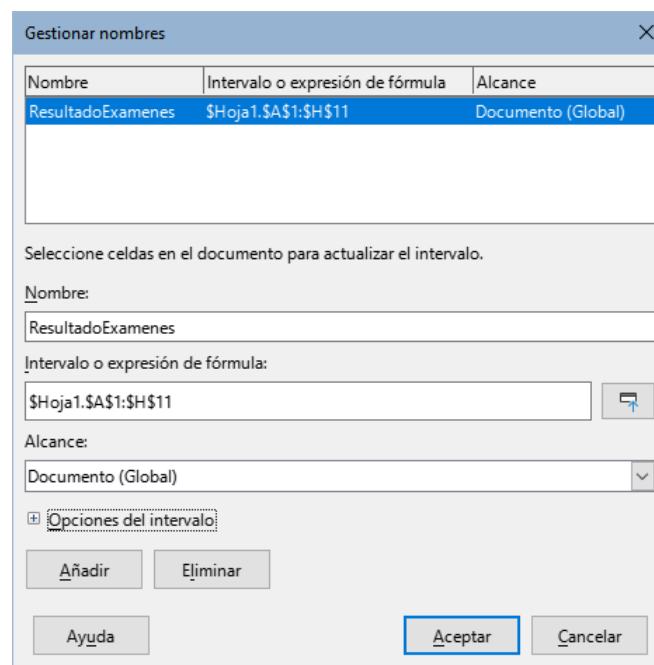 Gestionar nombres
Nombre Intervalo o expresión de fórmula Alcance
ResultadoExamenes $Hoja1.$A$1:$H$11 Documento (Global)
Seleccione celdas en el documento para actualizar el intervalo.
Nombre:
ResultadoExamenes
Intervalo o expresión de fórmula:
$Hoja1.$A$1:$H$11
Alcance:
Documento (Global)
Opciones del intervalo
Añadir Eliminar
Ayuda Aceptar Cancelar